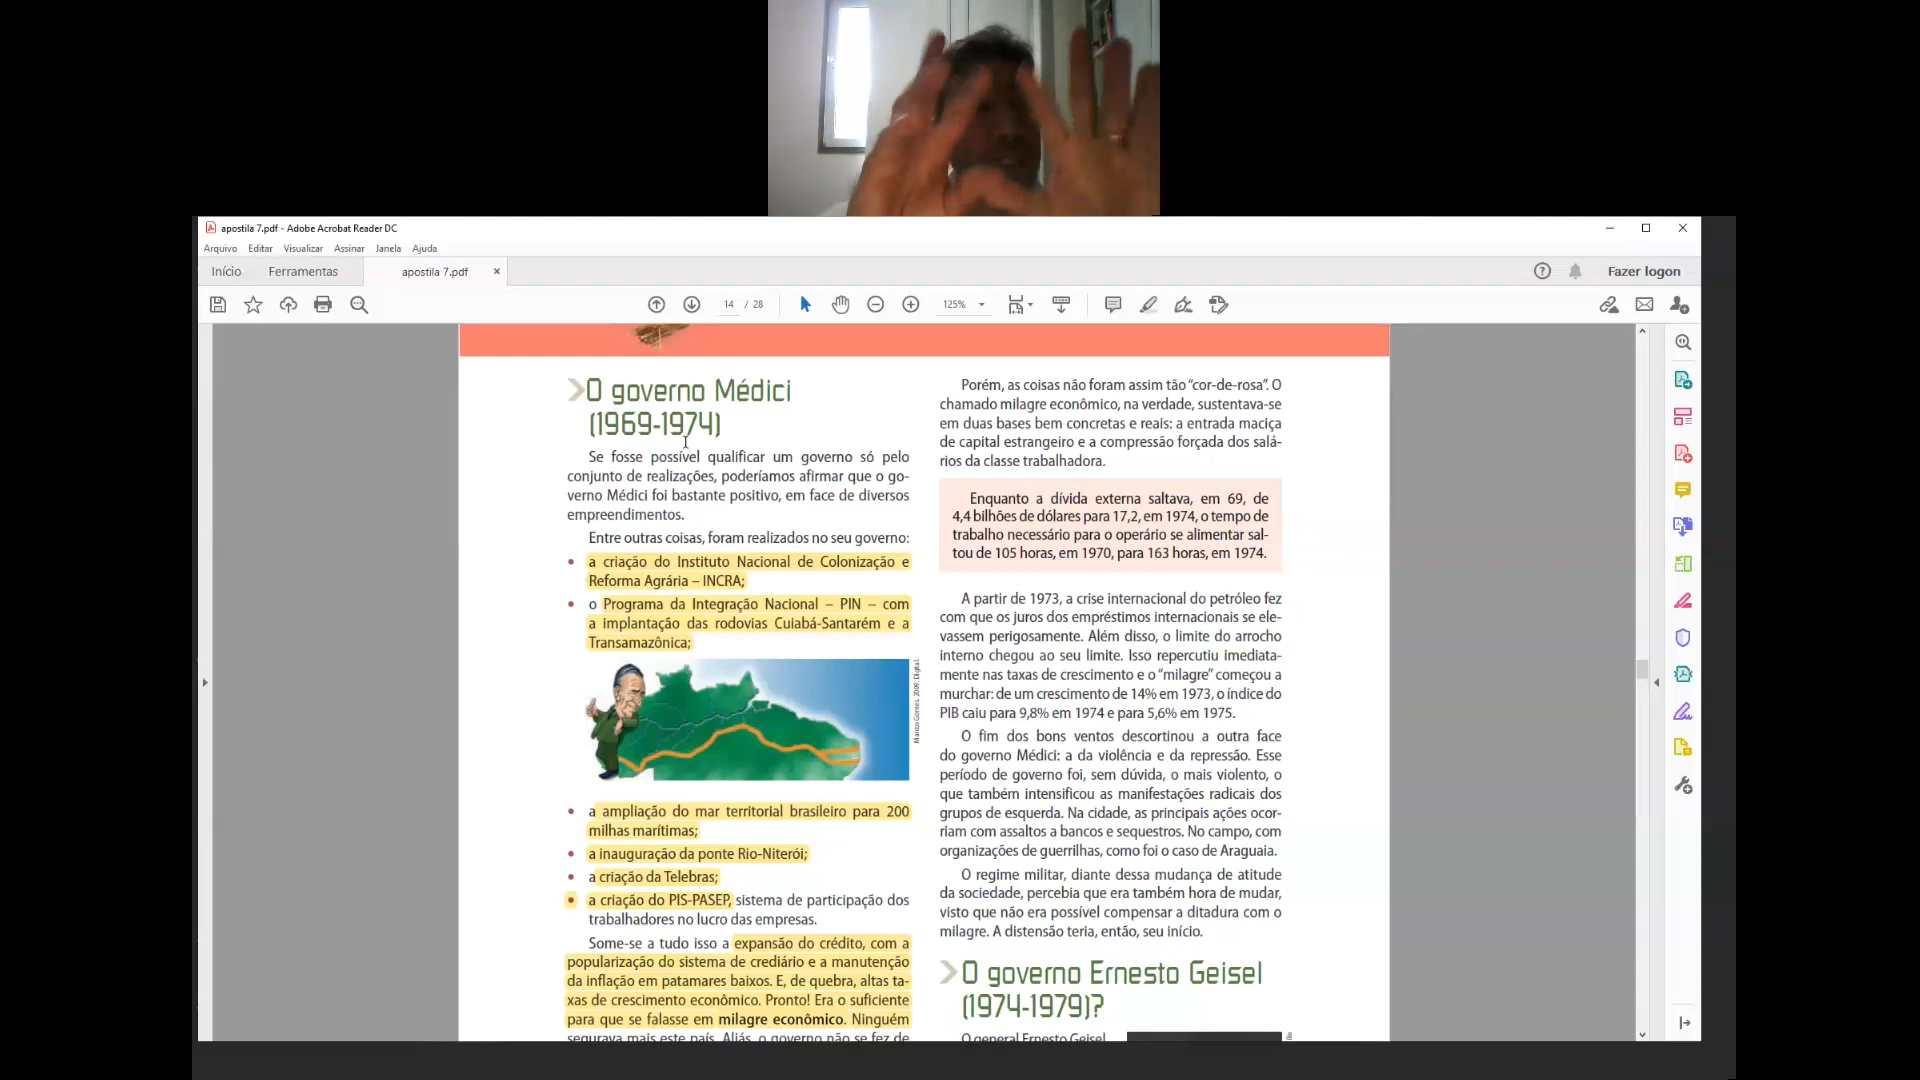 apostila 7.pdf - Adobe Acrobat Reader DC
Arquivo Editar Visualizar Assinar Janela Ajuda
Início Ferramentas apostila 7.pdf ×
Fazer logon
14 / 28
125%
O governo Médici
(1969-1974)
Se fosse possível qualificar um governo só pelo
conjunto de realizações, poderíamos afirmar que o go-
verno Médici foi bastante positivo, em face de diversos
empreendimentos.
Entre outras coisas, foram realizados no seu governo:
• a criação do Instituto Nacional de Colonização e
Reforma Agrária – INCRA;
• o Programa da Integração Nacional – PIN – com
a implantação das rodovias Cuiabá-Santarém e a
Transamazônica;
Marcos Gomes. 2009. Digital.
• a ampliação do mar territorial brasileiro para 200
milhas marítimas;
• a inauguração da ponte Rio-Niterói;
• a criação da Telebras;
• a criação do PIS-PASEP, sistema de participação dos
trabalhadores no lucro das empresas.
Some-se a tudo isso a expansão do crédito, com a
popularização do sistema de crediário e a manutenção
da inflação em patamares baixos. E, de quebra, altas ta-
xas de crescimento econômico. Pronto! Era o suficiente
para que se falasse em milagre econômico. Ninguém
segurava mais este país. Aliás, o governo não se fez de
Porém, as coisas não foram assim tão “cor-de-rosa”. O
chamado milagre econômico, na verdade, sustentava-se
em duas bases bem concretas e reais: a entrada maciça
de capital estrangeiro e a compressão forçada dos salá-
rios da classe trabalhadora.
Enquanto a dívida externa saltava, em 69, de
4,4 bilhões de dólares para 17,2, em 1974, o tempo de
trabalho necessário para o operário se alimentar sal-
tou de 105 horas, em 1970, para 163 horas, em 1974.
A partir de 1973, a crise internacional do petróleo fez
com que os juros dos empréstimos internacionais se ele-
vassem perigosamente. Além disso, o limite do arrocho
interno chegou ao seu limite. Isso repercutiu imediata-
mente nas taxas de crescimento e o “milagre” começou a
murchar: de um crescimento de 14% em 1973, o índice do
PIB caiu para 9,8% em 1974 e para 5,6% em 1975.
O fim dos bons ventos descortinou a outra face
do governo Médici: a da violência e da repressão. Esse
período de governo foi, sem dúvida, o mais violento, o
que também intensificou as manifestações radicais dos
grupos de esquerda. Na cidade, as principais ações ocor-
riam com assaltos a bancos e sequestros. No campo, com
organizações de guerrilhas, como foi o caso de Araguaia.
O regime militar, diante dessa mudança de atitude
da sociedade, percebia que era também hora de mudar,
visto que não era possível compensar a ditadura com o
milagre. A distensão teria, então, seu início.
O governo Ernesto Geisel
(1974-1979)?
O general Ernesto Geisel